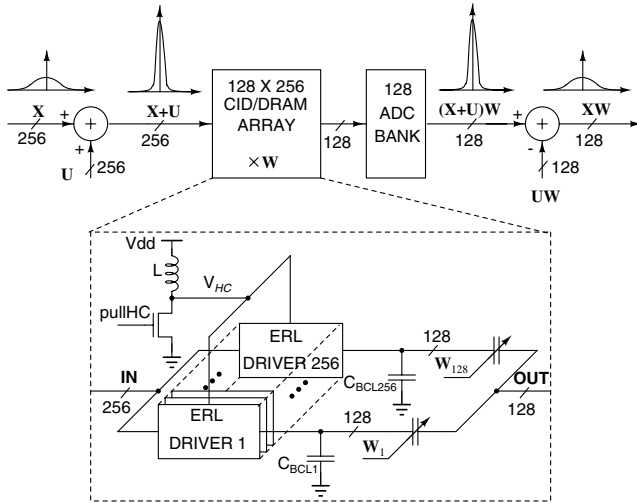 X
256
+
+
U
256
X+U
256
128 X 256
CID/DRAM
ARRAY
×W
128
128
ADC
BANK
(X+U)W
128
+
-
128
UW
XW
128
Vdd
L
V_HC
pullHC
ERL
DRIVER 256
C_BCL256
128
W_128
IN
256
OUT
128
ERL
DRIVER 1
C_BCL1
128
W_1